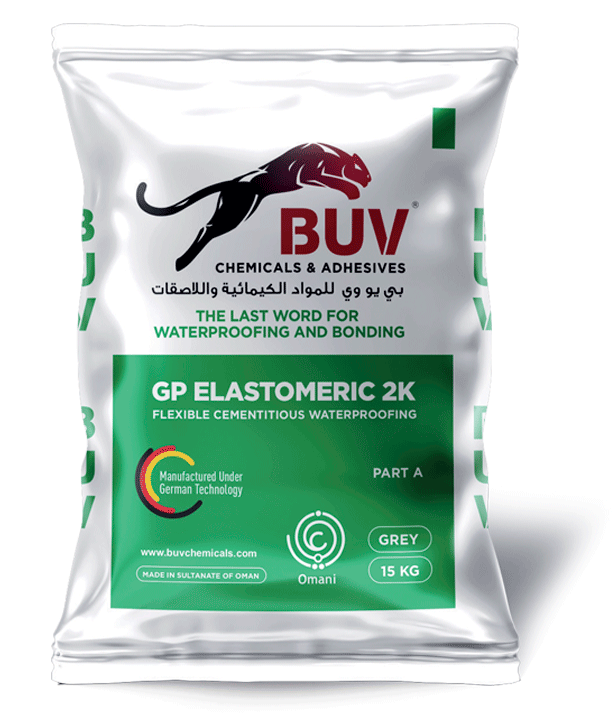 BUV®
CHEMICALS & ADHESIVES
بي يو وي للمواد الكيمائية واللاصقات
THE LAST WORD FOR
WATERPROOFING AND BONDING
GP ELASTOMERIC 2K
FLEXIBLE CEMENTITIOUS WATERPROOFING
Manufactured Under
German Technology
PART A
www.buvchemicals.com
MADE IN SULTANATE OF OMAN
Omani
GREY
15 KG
B
U
V
B
U
V
B
U
V
B
U
V